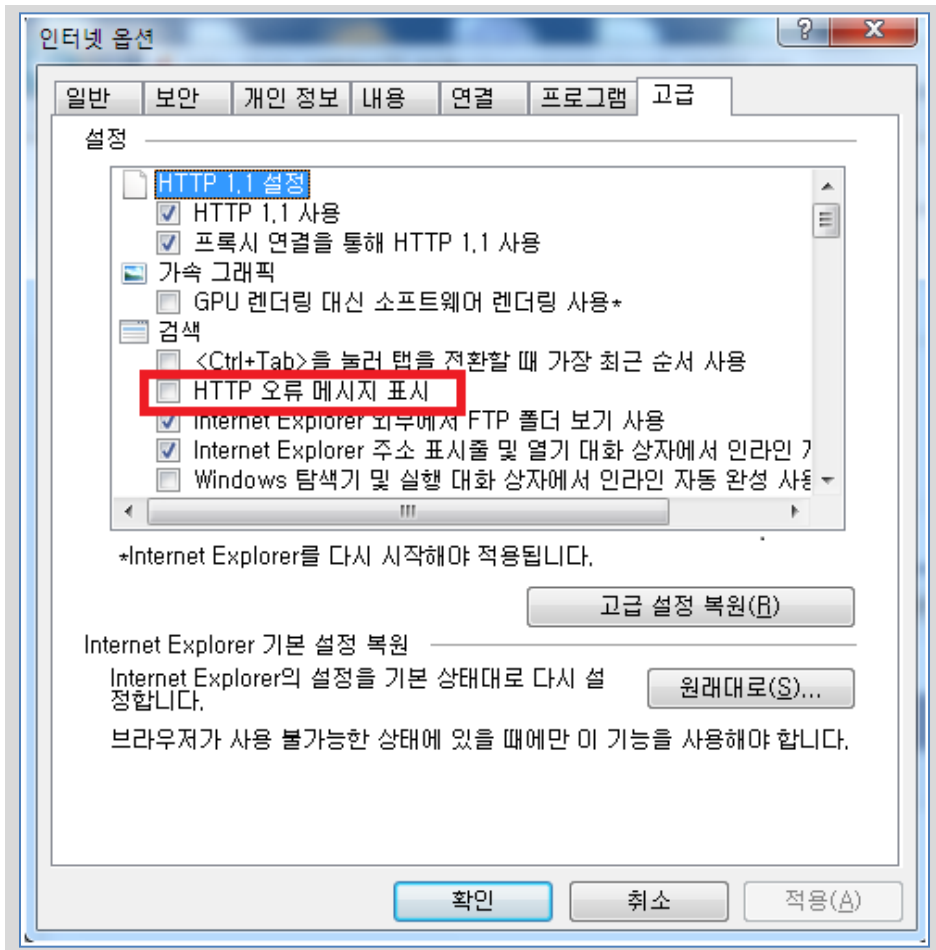 인터넷 옵션
일반 보안 개인 정보 내용 연결 프로그램 고급
설정
HTTP 1.1 설정
HTTP 1.1 사용
프록시 연결을 통해 HTTP 1.1 사용
가속 그래픽
GPU 렌더링 대신 소프트웨어 렌더링 사용*
검색
<Ctrl+Tab>을 눌러 탭을 전환할 때 가장 최근 순서 사용
HTTP 오류 메시지 표시
Internet Explorer 외부에서 FTP 폴더 보기 사용
Internet Explorer 주소 표시줄 및 열기 대화 상자에서 인라인
Windows 탐색기 및 실행 대화 상자에서 인라인 자동 완성 사용
*Internet Explorer를 다시 시작해야 적용됩니다.
고급 설정 복원(R)
Internet Explorer 기본 설정 복원
Internet Explorer의 설정을 기본 상태대로 다시 설
정합니다.
원래대로(S)...
브라우저가 사용 불가능한 상태에 있을 때에만 이 기능을 사용해야 합니다.
확인 취소 적용(A)